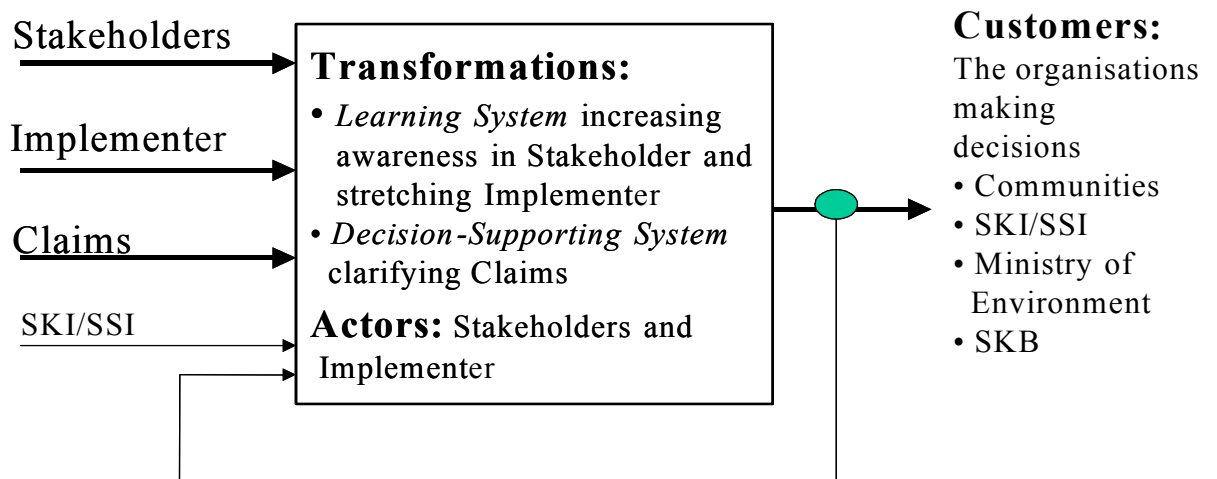 Stakeholders
Implementer
Claims
SKI/SSI
Transformations:
• Learning System increasing
awareness in Stakeholder and
stretching Implementer
• Decision-Supporting System
clarifying Claims
Actors: Stakeholders and
Implementer
Customers:
The organisations
making
decisions
• Communities
• SKI/SSI
• Ministry of
Environment
• SKB